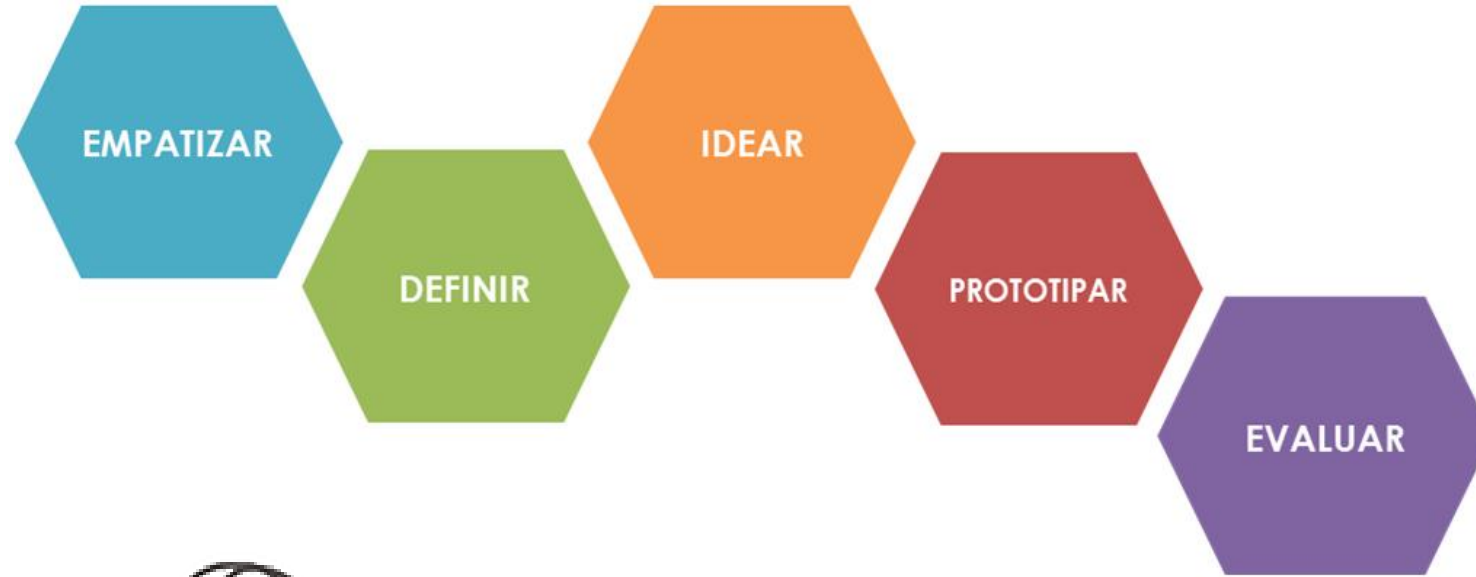 EMPATIZAR
DEFINIR
IDEAR
PROTOTIPAR
EVALUAR